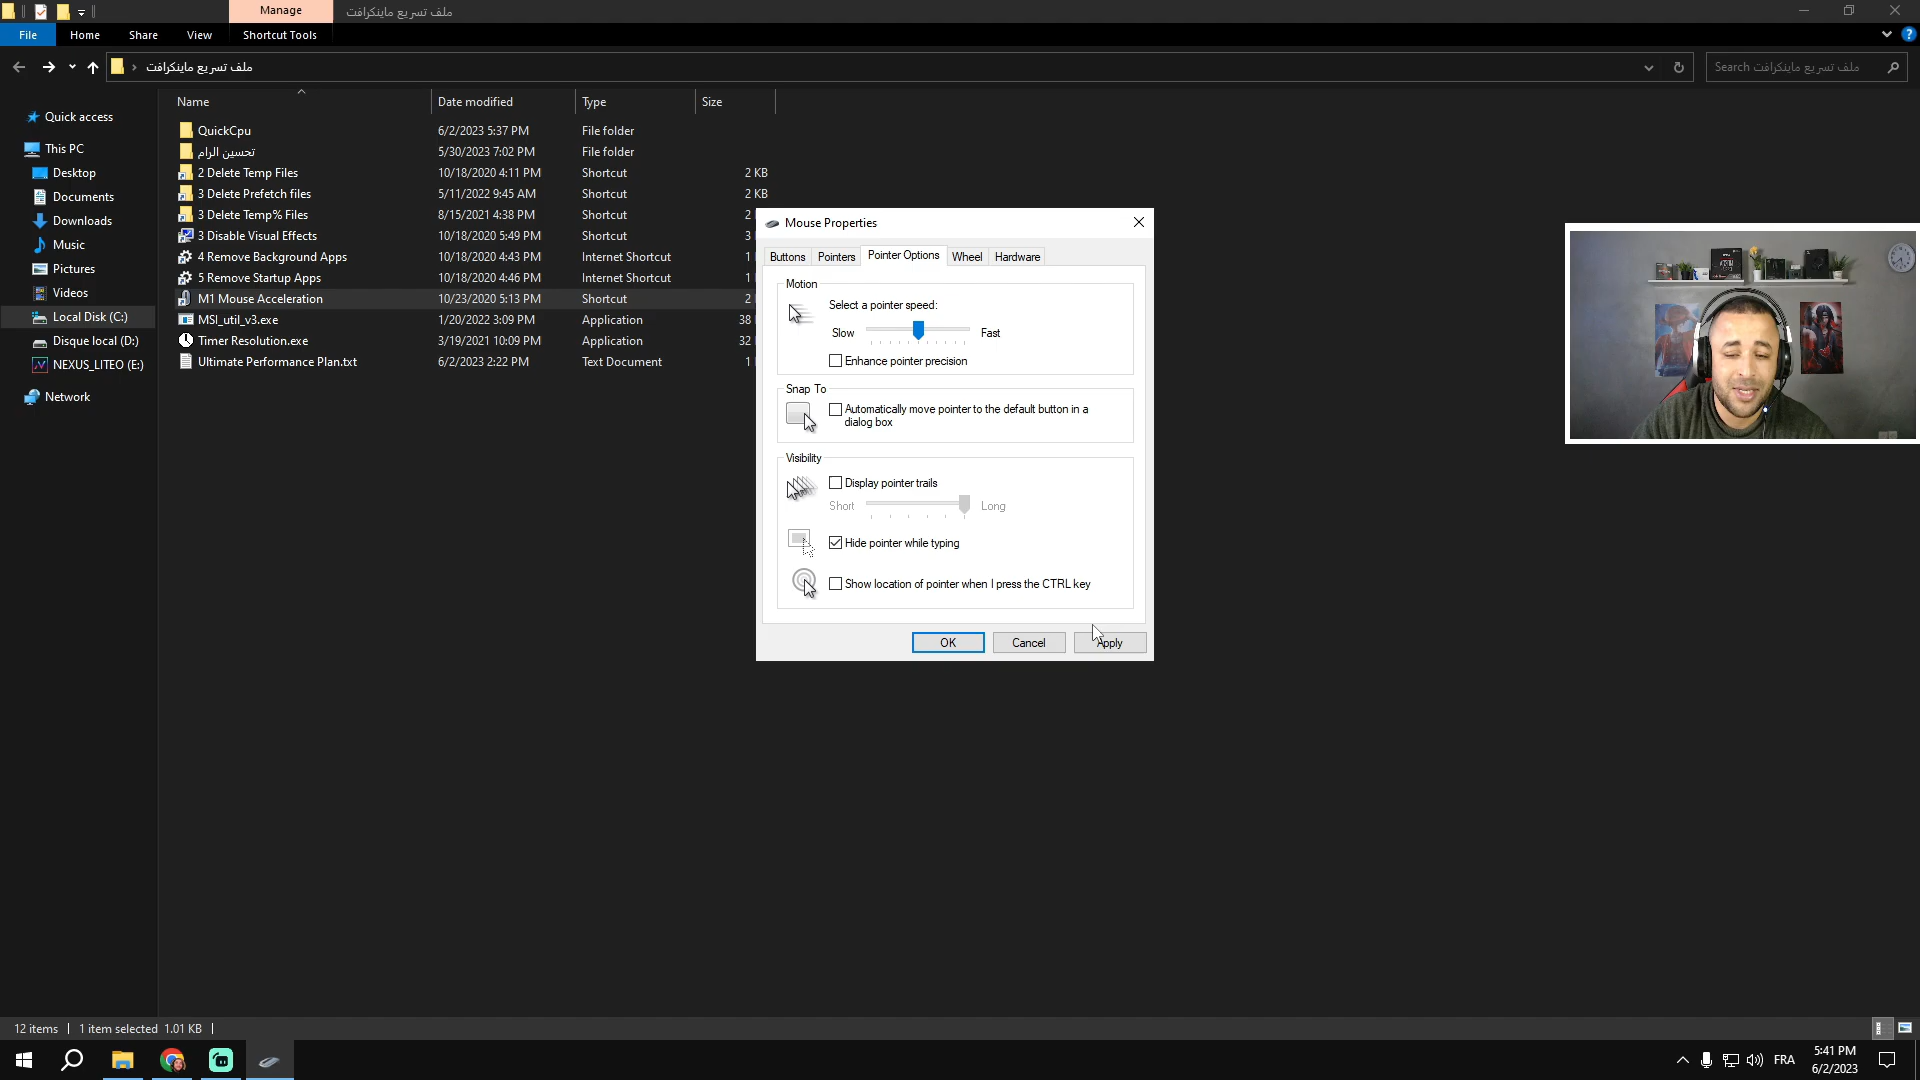 Manage
ملف تسريع ماينكرافت
File
Home
Share
View
Shortcut Tools
ملف تسريع ماينكرافت
Search ملف تسريع ماينكرافت
Name
Date modified
Type
Size
Quick access
This PC
Desktop
Documents
Downloads
Music
Pictures
Videos
Local Disk (C:)
Disque local (D:)
NEXUS_LITEO (E:)
Network
QuickCpu 6/2/2023 5:37 PM File folder
تحسين الرام 5/30/2023 7:02 PM File folder
2 Delete Temp Files 10/18/2020 4:11 PM Shortcut 2 KB
3 Delete Prefetch files 5/11/2022 9:45 AM Shortcut 2 KB
3 Delete Temp% Files 8/15/2021 4:38 PM Shortcut 2
3 Disable Visual Effects 10/18/2020 5:49 PM Shortcut 3
4 Remove Background Apps 10/18/2020 4:43 PM Internet Shortcut 1
5 Remove Startup Apps 10/18/2020 4:46 PM Internet Shortcut 1
M1 Mouse Acceleration 10/23/2020 5:13 PM Shortcut 2
MSI_util_v3.exe 1/20/2022 3:09 PM Application 38
Timer Resolution.exe 3/19/2021 10:09 PM Application 32
Ultimate Performance Plan.txt 6/2/2023 2:22 PM Text Document 1
Mouse Properties
Buttons
Pointers
Pointer Options
Wheel
Hardware
Motion
Select a pointer speed:
Slow
Fast
Enhance pointer precision
Snap To
Automatically move pointer to the default button in a
dialog box
Visibility
Display pointer trails
Short
Long
Hide pointer while typing
Show location of pointer when I press the CTRL key
OK
Cancel
Apply
12 items
1 item selected 1.01 KB
FRA
5:41 PM
6/2/2023